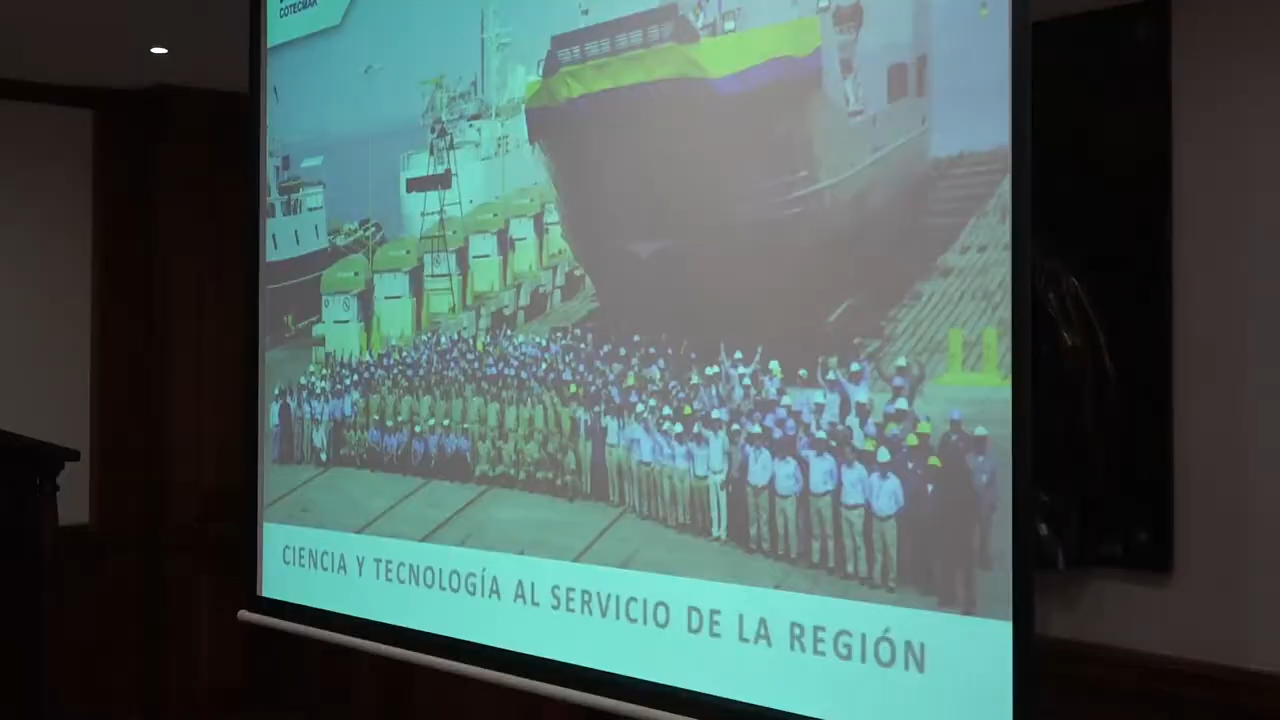 COTECMAR
CIENCIA Y TECNOLOGÍA AL SERVICIO DE LA REGIÓN